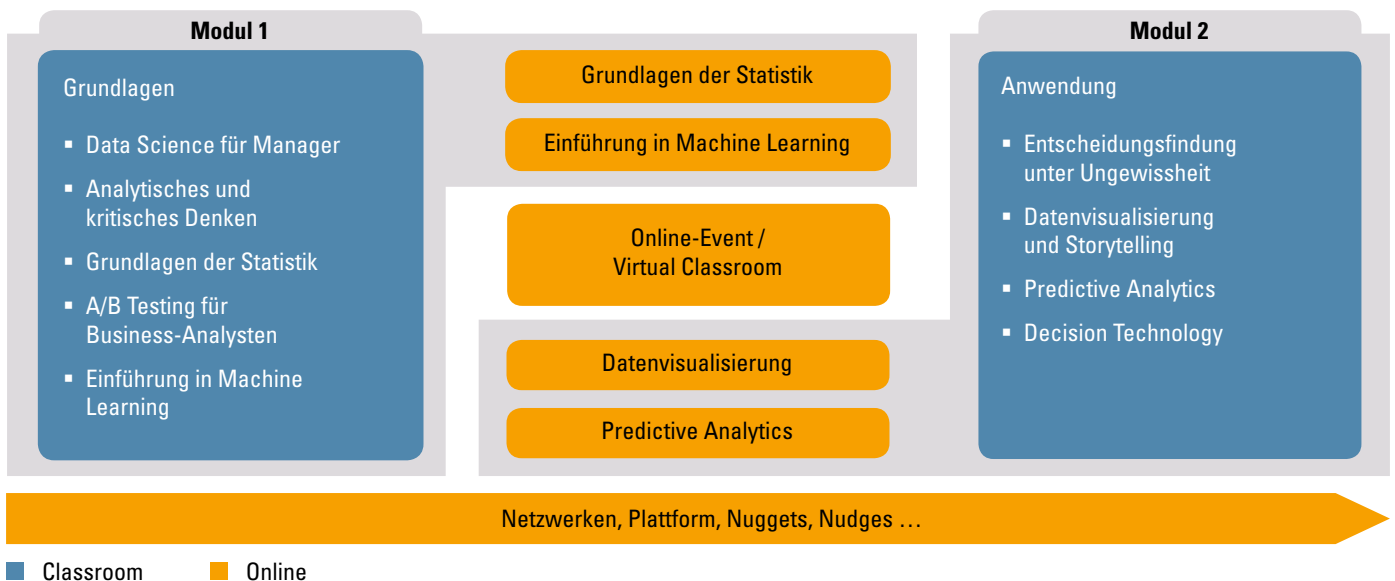 Modul 1
Grundlagen
▪ Data Science für Manager
▪ Analytisches und
kritisches Denken
▪ Grundlagen der Statistik
▪ A/B Testing für
Business-Analysten
▪ Einführung in Machine
Learning
Grundlagen der Statistik
Einführung in Machine Learning
Online-Event /
Virtual Classroom
Datenvisualisierung
Predictive Analytics
Modul 2
Anwendung
▪ Entscheidungsfindung
unter Ungewissheit
▪ Datenvisualisierung
und Storytelling
▪ Predictive Analytics
▪ Decision Technology
Netzwerken, Plattform, Nuggets, Nudges …
Classroom
Online